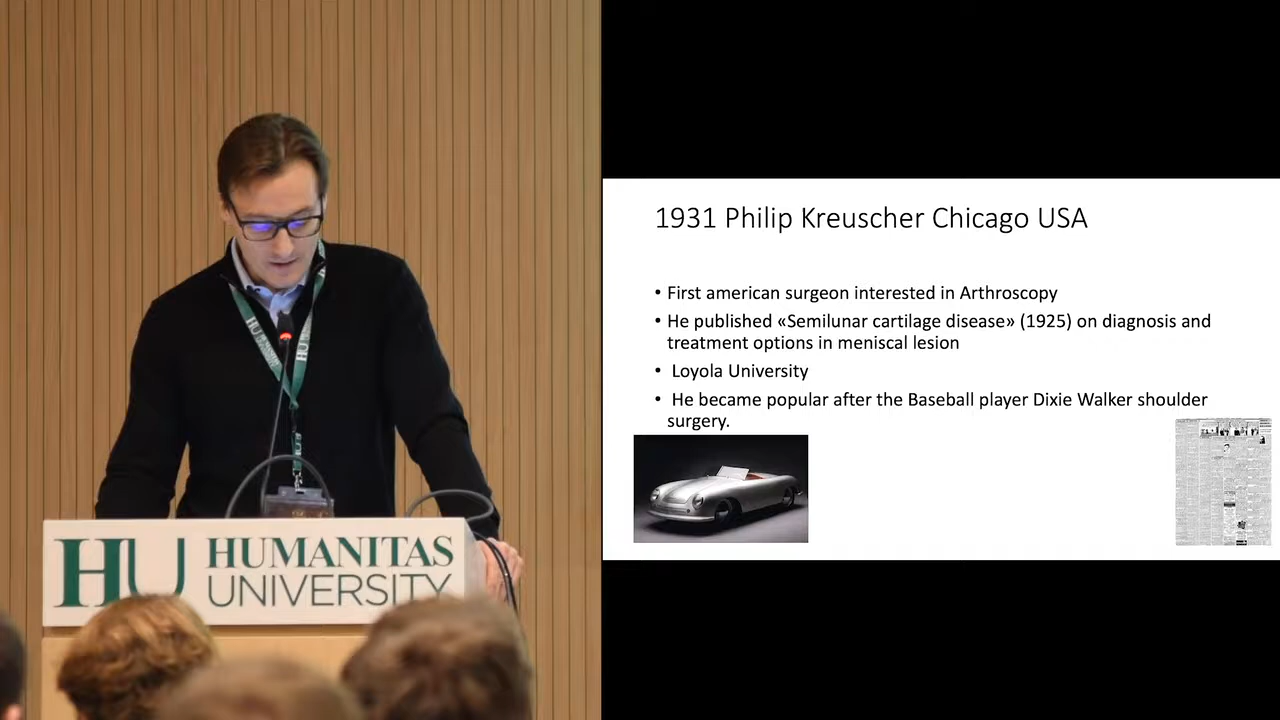 1931 Philip Kreuscher Chicago USA
• First american surgeon interested in Arthroscopy
• He published «Semilunar cartilage disease» (1925) on diagnosis and
treatment options in meniscal lesion
• Loyola University
• He became popular after the Baseball player Dixie Walker shoulder
surgery.
HU HUMANITAS
UNIVERSITY